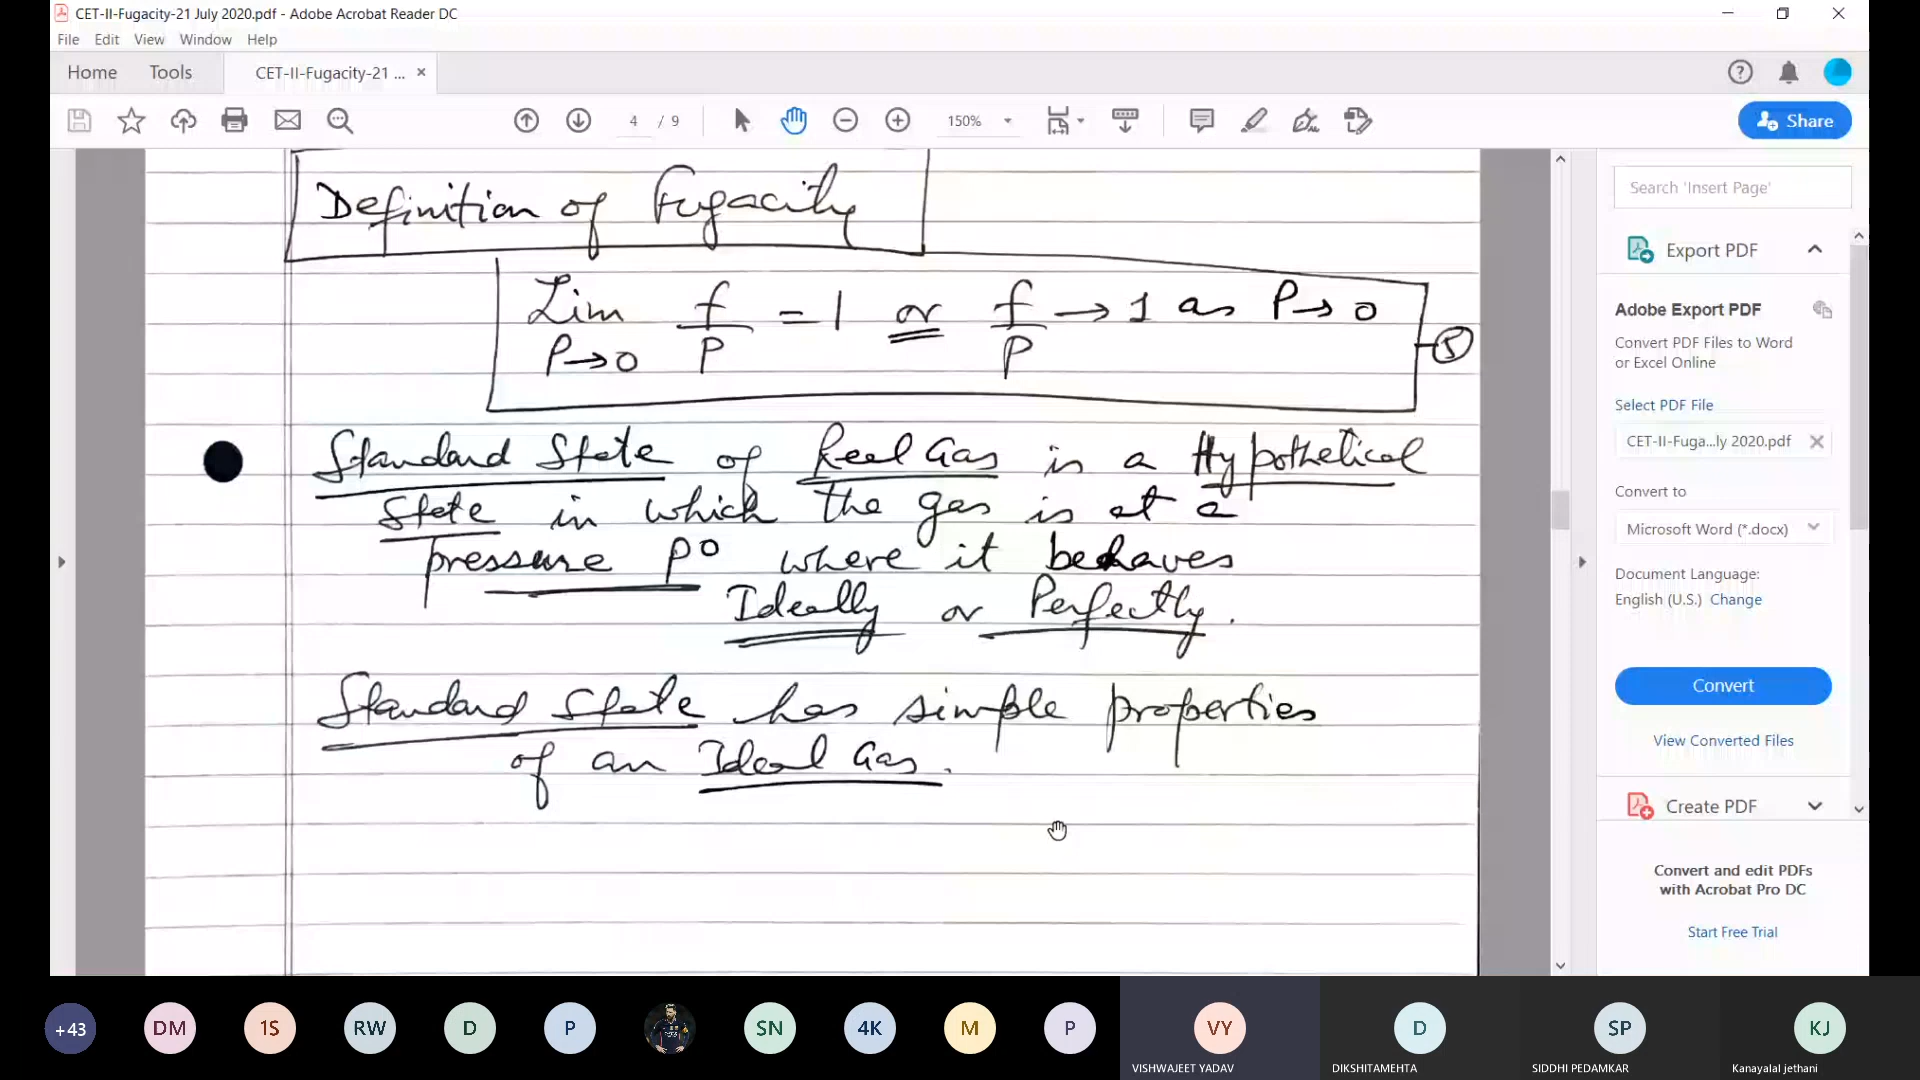 CET-II-Fugacity-21 July 2020.pdf - Adobe Acrobat Reader DC
File Edit View Window Help
Home Tools CET-II-Fugacity-21 ... ×
4 / 9 150% Share
Definition of Fugacity
Lim f/P = 1 or f/P → 1 as P → 0
P→0
5
Standard State of Real Gas is a Hypothetical
State in which the gas is at a
pressure P° where it behaves
Ideally or Perfectly.
Standard State has simple properties
of an Ideal Gas.
Search 'Insert Page'
Export PDF
Adobe Export PDF
Convert PDF Files to Word
or Excel Online
Select PDF File
CET-II-Fuga...ly 2020.pdf
Convert to
Microsoft Word (*.docx)
Document Language:
English (U.S.) Change
Convert
View Converted Files
Create PDF
Convert and edit PDFs
with Acrobat Pro DC
Start Free Trial
+43 DM 1S RW D P SN 4K M P VY D SP KJ
VISHWAJEET YADAV DIKSHITAMEHTA SIDDHI PEDAMKAR Kanayalal jethani